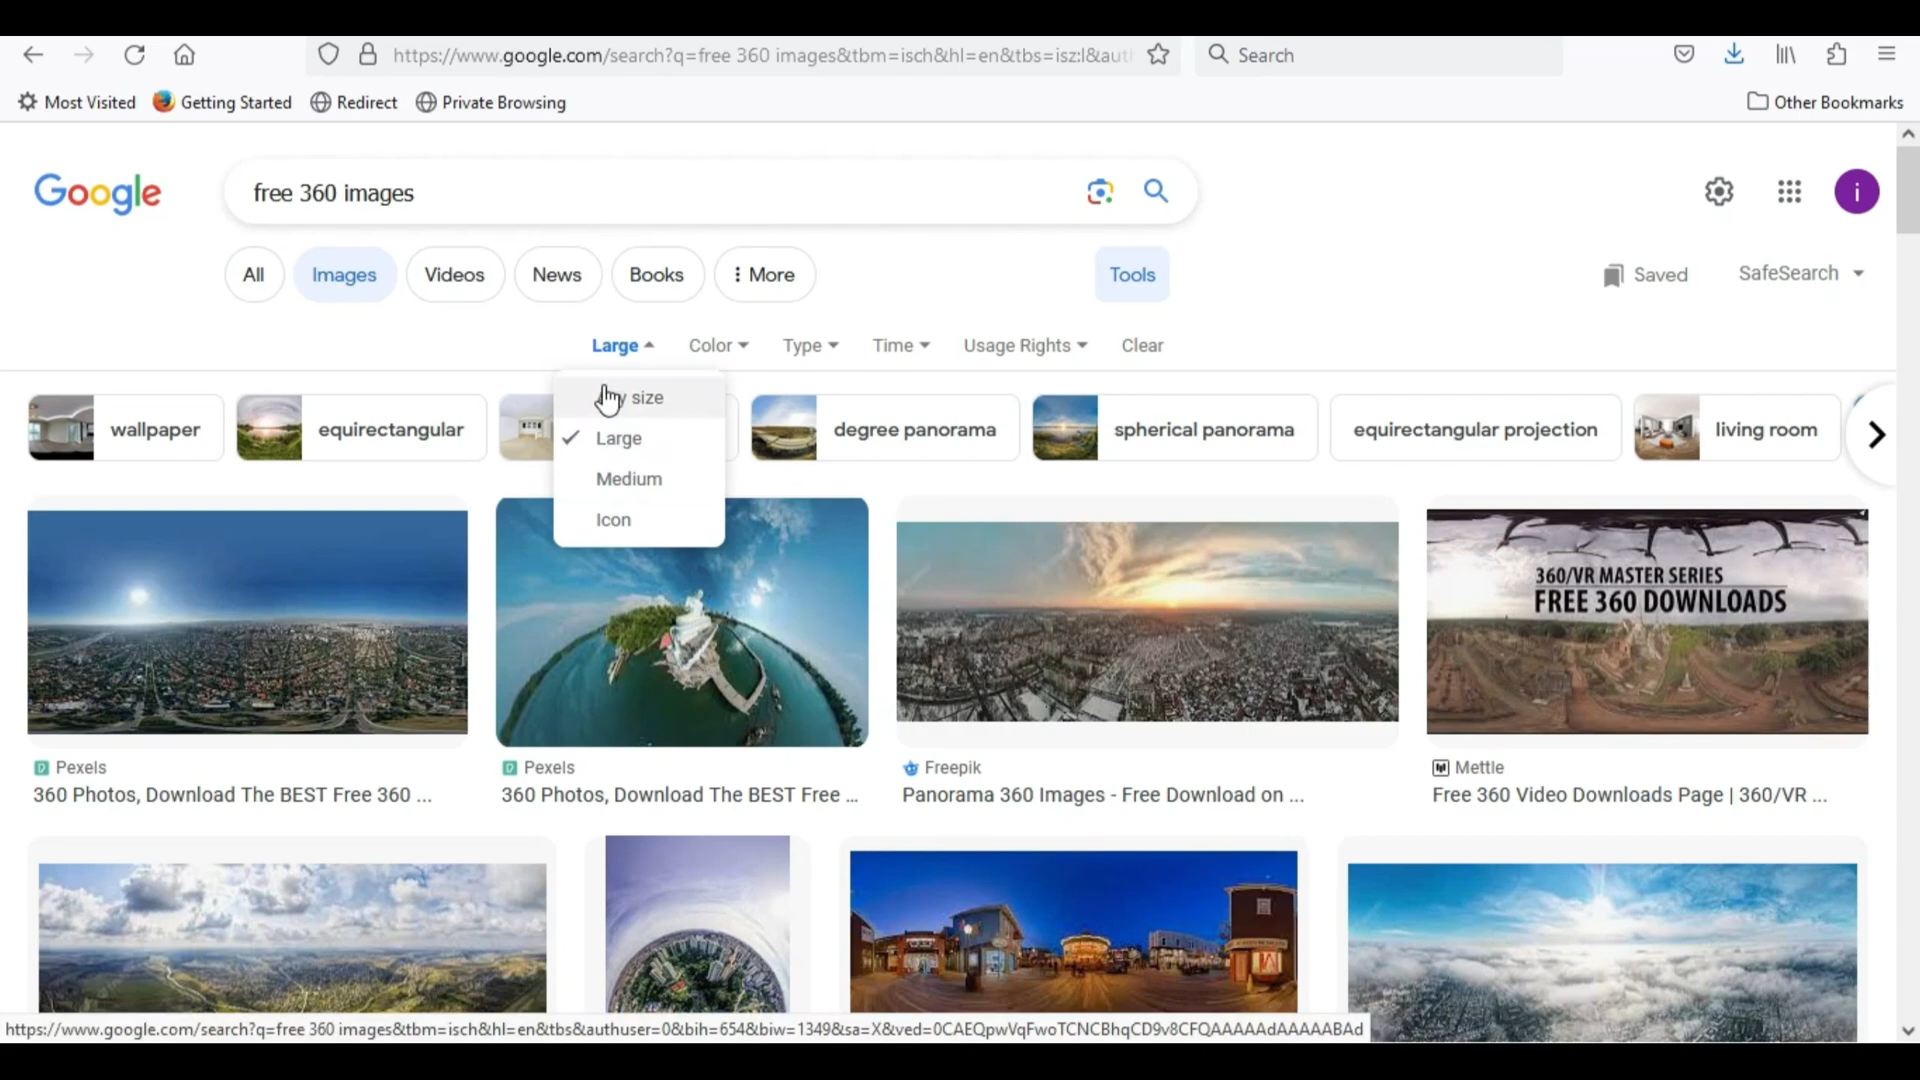 https://www.google.com/search?q=free 360 images&tbm=isch&hl=en&tbs=isz:l&aut
Search
Most Visited
Getting Started
Redirect
Private Browsing
Other Bookmarks
Google
free 360 images
i
All
Images
Videos
News
Books
More
Tools
Saved
SafeSearch
Large
Color
Type
Time
Usage Rights
Clear
size
Large
Medium
Icon
wallpaper
equirectangular
degree panorama
spherical panorama
equirectangular projection
living room
360/VR MASTER SERIES
FREE 360 DOWNLOADS
Pexels
360 Photos, Download The BEST Free 360 ...
Pexels
360 Photos, Download The BEST Free ...
Freepik
Panorama 360 Images - Free Download on ...
Mettle
Free 360 Video Downloads Page | 360/VR ...
https://www.google.com/search?q=free 360 images&tbm=isch&hl=en&tbs&authuser=0&bih=654&biw=1349&sa=X&ved=0CAEQpwVqFwoTCNCBhqCD9v8CFQAAAAAdAAAAABAd